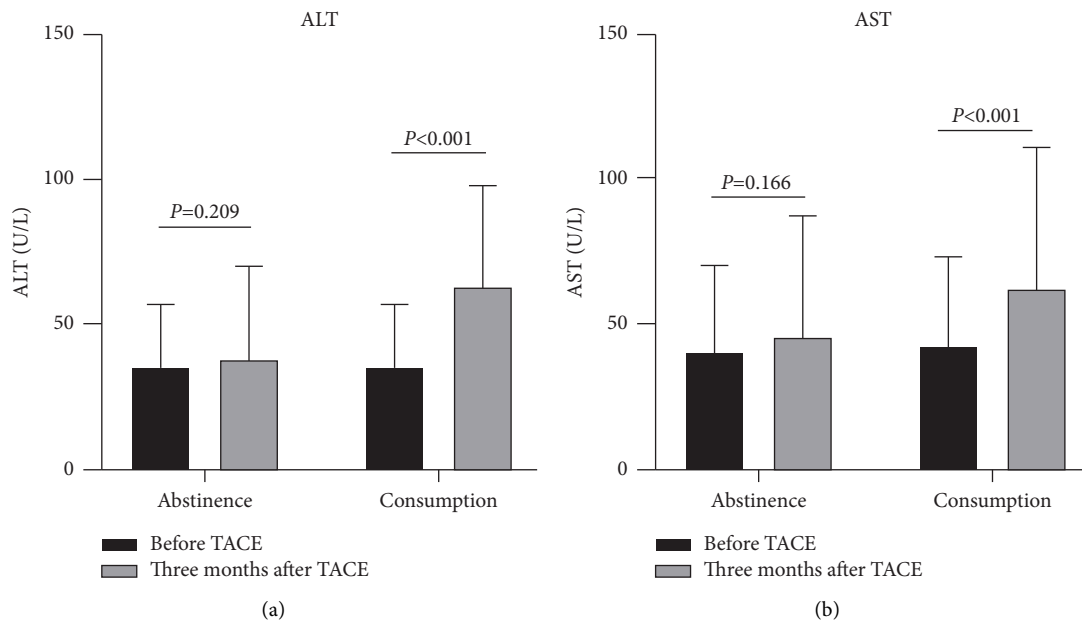 ALT
150
100
50
0
ALT (U/L)
P=0.209
P<0.001
Abstinence
Consumption
Before TACE
Three months after TACE
(a)
AST
150
100
50
0
AST (U/L)
P=0.166
P<0.001
Abstinence
Consumption
Before TACE
Three months after TACE
(b)